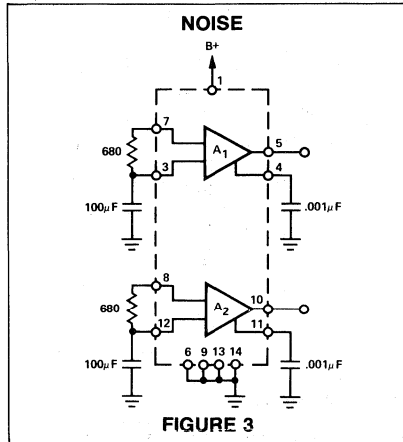 NOISE
B+
1
7
680
A1
5
3
4
100µF
.001µF
8
680
A2
10
12
11
6 9 13 14
100µF
.001µF
FIGURE 3